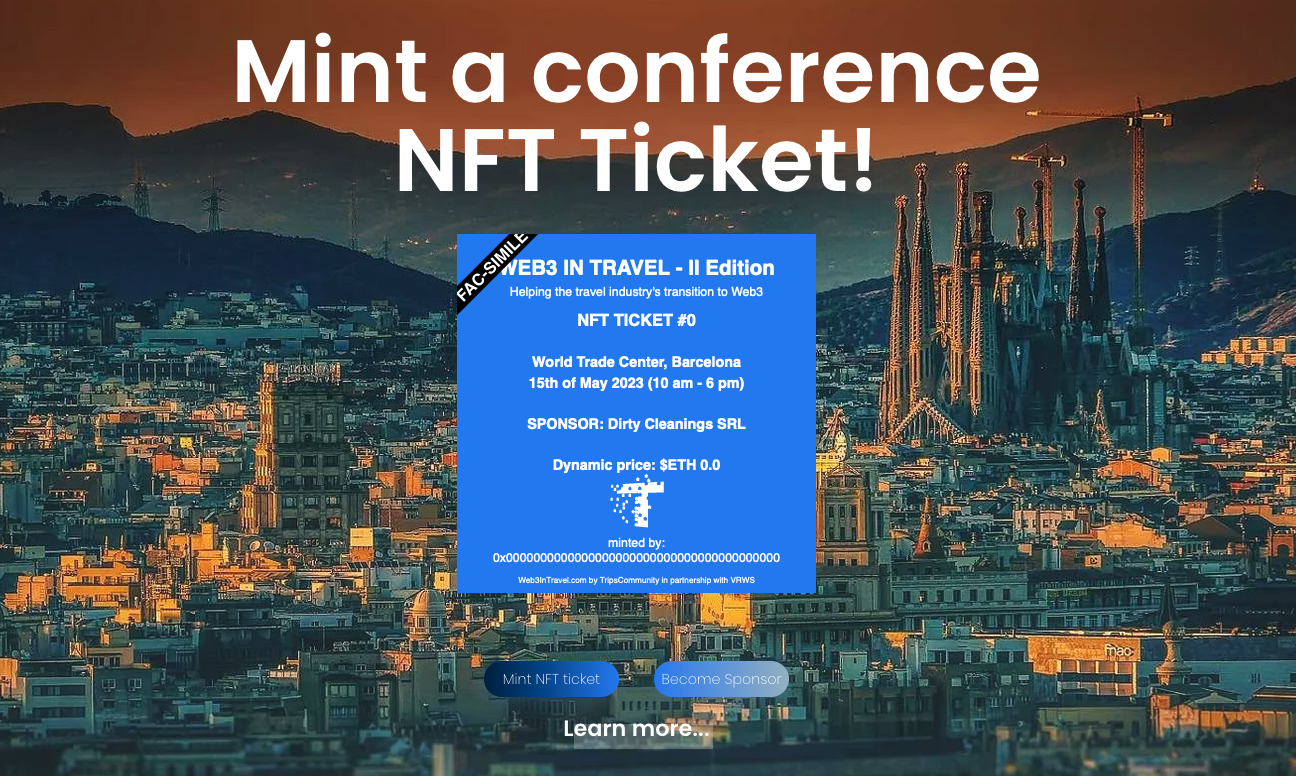 Mint a conference
NFT Ticket!
FAC-SIMILE
WEB3 IN TRAVEL - II Edition
Helping the travel industry's transition to Web3
NFT TICKET #0
World Trade Center, Barcelona
15th of May 2023 (10 am - 6 pm)
SPONSOR: Dirty Cleanings SRL
Dynamic price: $ETH 0.0
minted by:
0x0000000000000000000000000000000000000000
Web3InTravel.com by TripsCommunity in partnership with VRWS
fnac
Mint NFT ticket
Become Sponsor
Learn more...